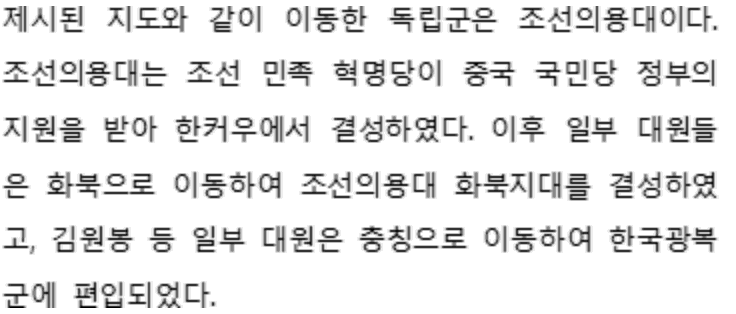 제시된 지도와 같이 이동한 독립군은 조선의용대이다.
조선의용대는 조선 민족 혁명당이 중국 국민당 정부의
지원을 받아 한커우에서 결성하였다. 이후 일부 대원들
은 화북으로 이동하여 조선의용대 화북지대를 결성하였
고, 김원봉 등 일부 대원은 충칭으로 이동하여 한국광복
군에 편입되었다.